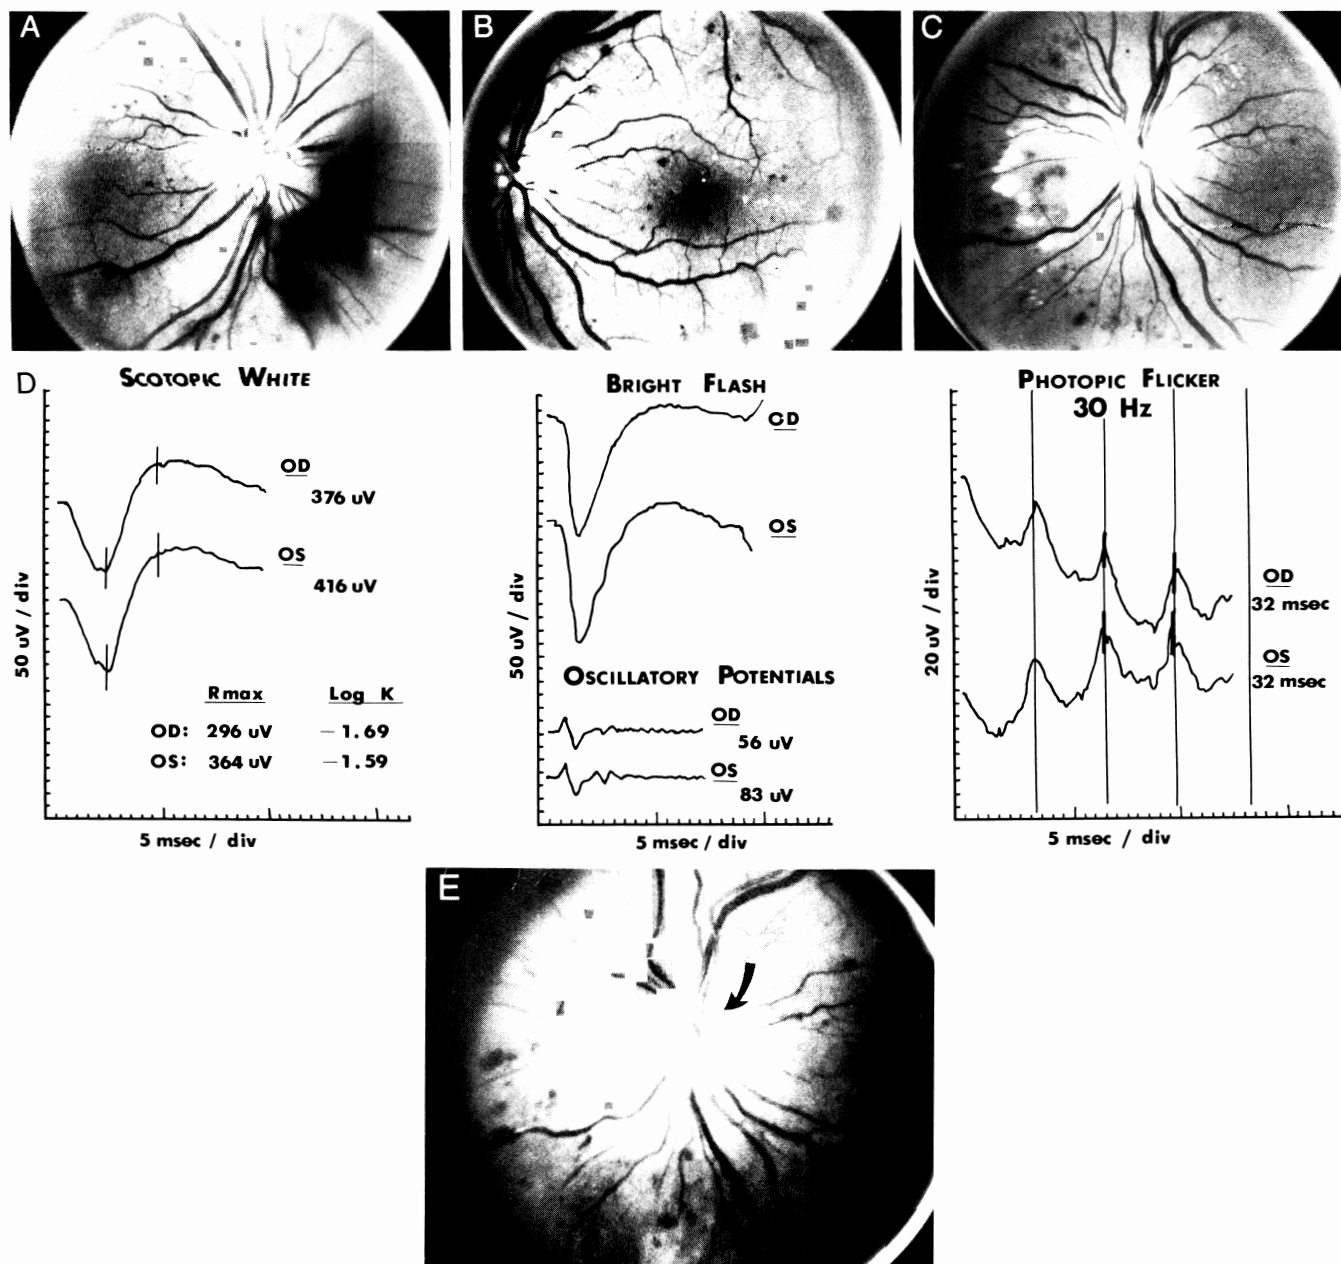 A
B
C
D
SCOTOPIC WHITE
OD
376 uV
OS
416 uV
50 uV / div
Rmax Log K
OD: 296 uV −1.69
OS: 364 uV −1.59
5 msec / div
BRIGHT FLASH
OD
OS
50 uV / div
OSCILLATORY POTENTIALS
OD
56 uV
OS
83 uV
5 msec / div
PHOTOPIC FLICKER
30 Hz
OD
32 msec
OS
32 msec
20 uV / div
5 msec / div
E